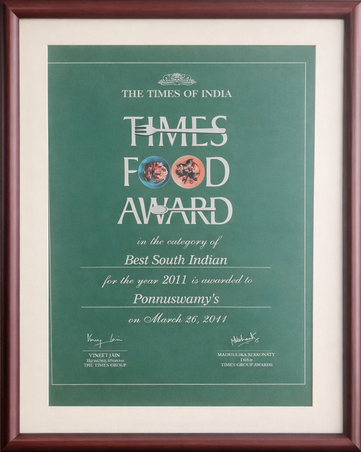 THE TIMES OF INDIA
TIMES
FOOD
AWARD
in the category of
Best South Indian
for the year 2011 is awarded to
Ponnuswamy's
on March 26, 2011
VINEET JAIN
THE TIMES GROUP
TIMES GROUP AWARDS